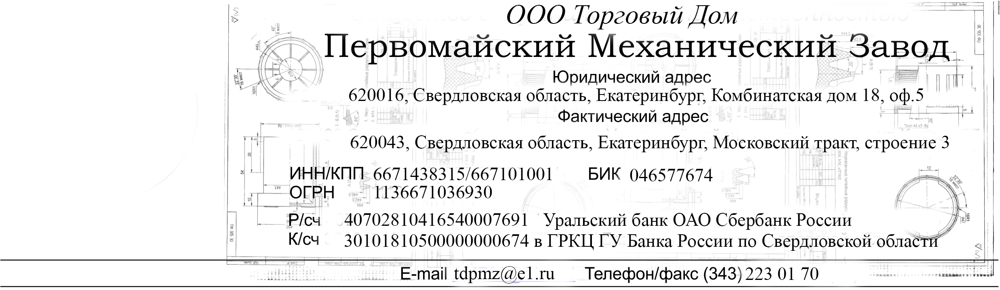 ООО Торговый Дом
Первомайский Механический Завод
Юридический адрес
620016, Свердловская область, Екатеринбург, Комбинатская дом 18, оф.5
Фактический адрес
620043, Свердловская область, Екатеринбург, Московский тракт, строение 3
ИНН/КПП 6671438315/667101001 БИК 046577674
ОГРН 1136671036930
Р/сч 40702810416540007691 Уральский банк ОАО Сбербанк России
К/сч 30101810500000000674 в ГРКЦ ГУ Банка России по Свердловской области
E-mail tdpmz@e1.ru Телефон/факс (343) 223 01 70